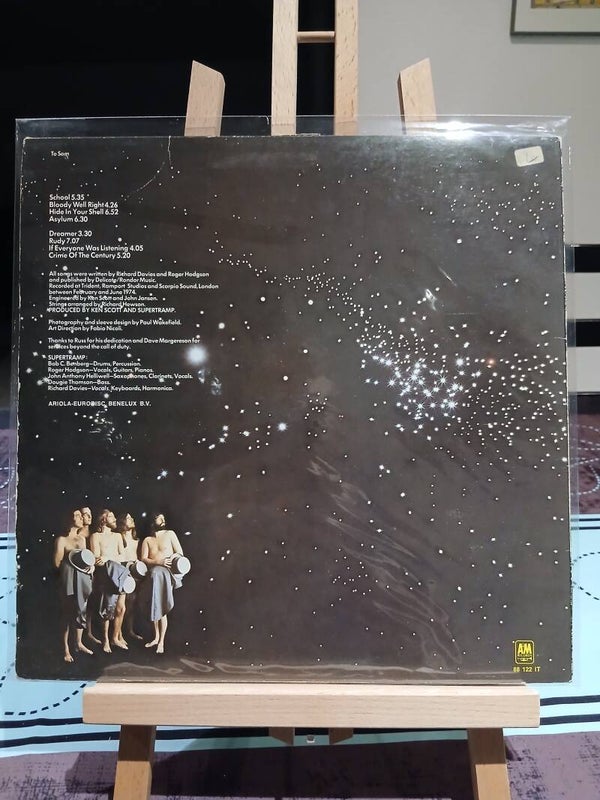 To Sam
School 5.35
Bloody Well Right 4.26
Hide In Your Shell 6.52
Asylum 6.30
Dreamer 3.30
Rudy 7.07
If Everyone Was Listening 4.05
Crime Of The Century 5.20
All songs were written by Richard Davies and Roger Hodgson
and published by Delicate/Rondor Music.
Recorded at Trident, Ramport Studios and Scorpio Sound, London
between February and June 1974.
Engineered by Ken Scott and John Jansen.
Strings arranged by Richard Hewson.
PRODUCED BY KEN SCOTT AND SUPERTRAMP.
Photography and sleeve design by Paul Wakefield.
Art Direction by Fabio Nicoli.
Thanks to Russ for his dedication and Dave Margereson for
services beyond the call of duty.
SUPERTRAMP:
Bob C. Benberg—Drums, Percussion.
Roger Hodgson—Vocals, Guitars, Pianos.
John Anthony Helliwell—Saxophones, Clarinets, Vocals.
Dougie Thomson—Bass.
Richard Davies—Vocals, Keyboards, Harmonica.
ARIOLA-EURODISC BENELUX B.V.
AM
88 122 IT